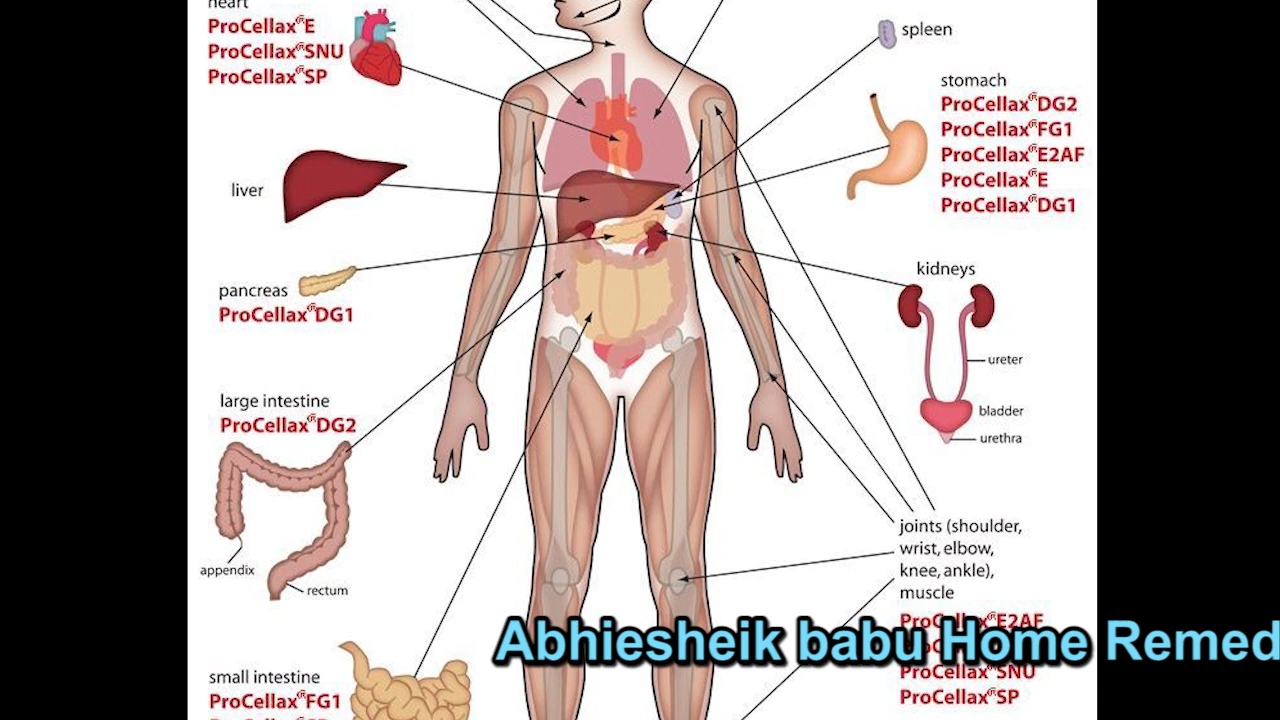 heart
ProCellax®E
ProCellax®SNU
ProCellax®SP
spleen
stomach
ProCellax®DG2
ProCellax®FG1
ProCellax®E2AF
ProCellax®E
ProCellax®DG1
liver
pancreas
ProCellax®DG1
kidneys
ureter
bladder
urethra
large intestine
ProCellax®DG2
appendix
rectum
joints (shoulder,
wrist, elbow,
knee, ankle),
muscle
ProCellax®E2AF
ProCellax®SNU
ProCellax®SP
Abhiesheik babu Home Remed
small intestine
ProCellax®FG1